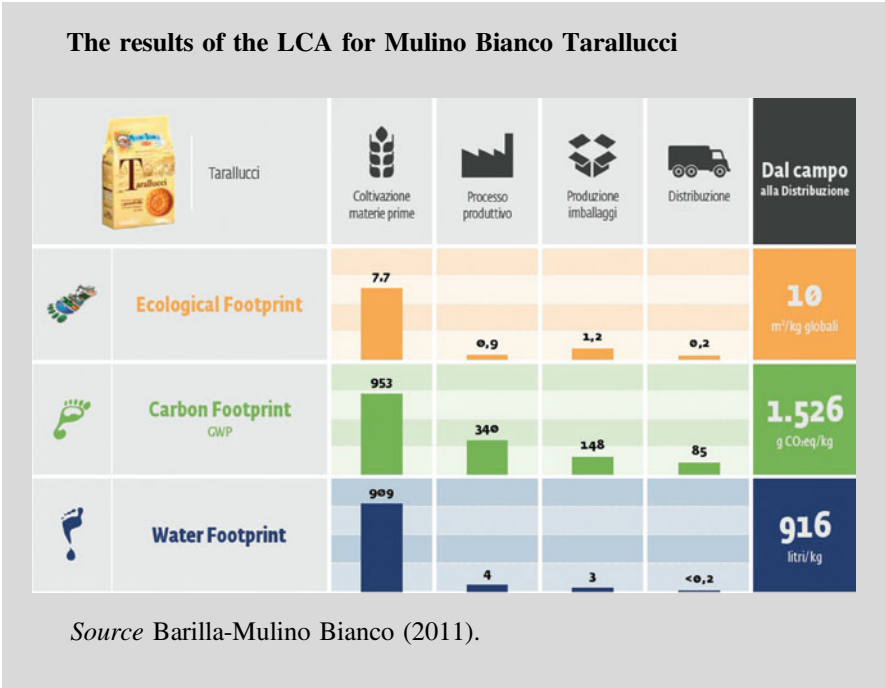 The results of the LCA for Mulino Bianco Tarallucci
Tarallucci
Tarallucci
Coltivazione
materie prime
Processo
produttivo
Produzione
imballaggi
Distribuzione
Dal campo
alla Distribuzione
Ecological Footprint
7.7
0,9
1,2
0,2
10
m²/kg globali
Carbon Footprint
GWP
953
340
148
85
1.526
g CO₂eq/kg
Water Footprint
909
4
3
<0,2
916
litri/kg
Source Barilla-Mulino Bianco (2011).